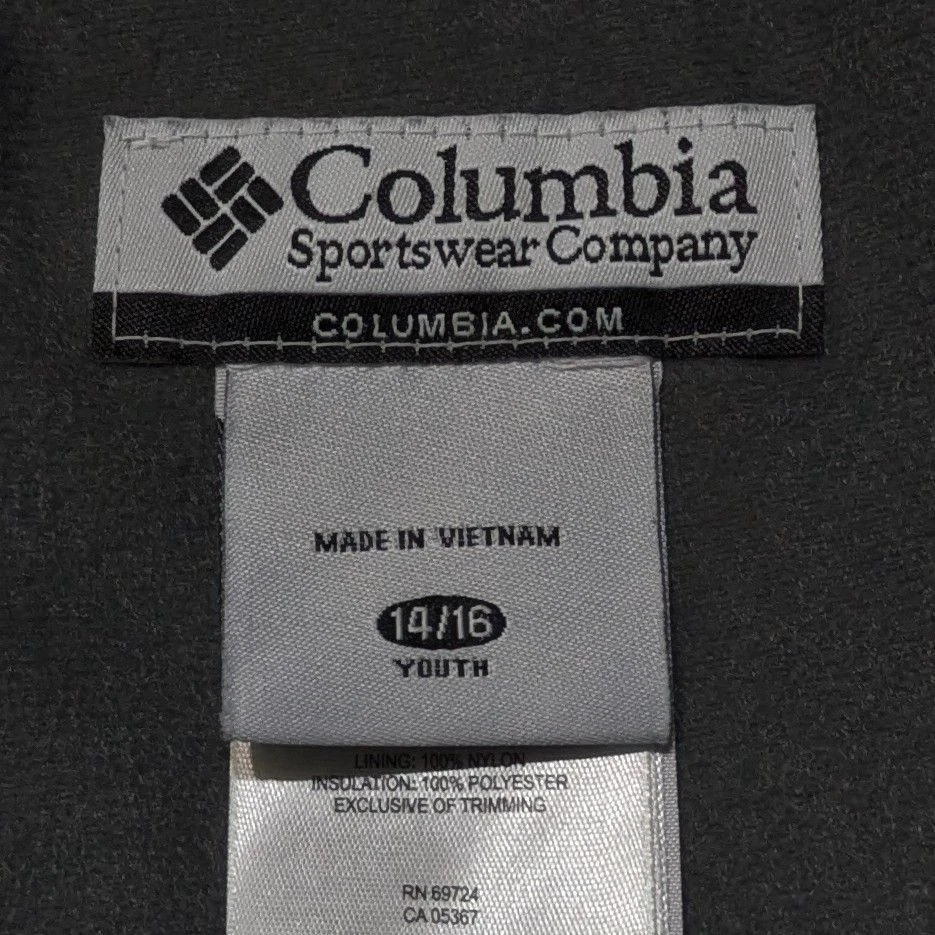 Columbia
Sportswear Company
COLUMBIA.COM
MADE IN VIETNAM
14/16
YOUTH
LINING: 100% NYLON
INSULATION: 100% POLYESTER
EXCLUSIVE OF TRIMMING
RN 69724
CA 05367